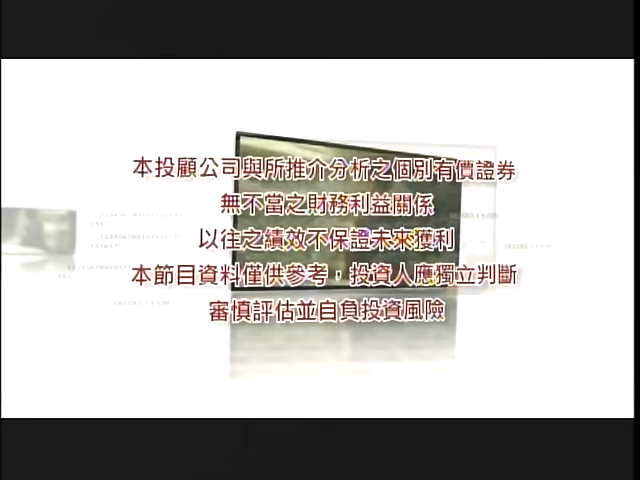 本投顧公司與所推介分析之個別有價證券
無不當之財務利益關係
以往之績效不保證未來獲利
本節目資料僅供參考，投資人應獨立判斷
審慎評估並自負投資風險